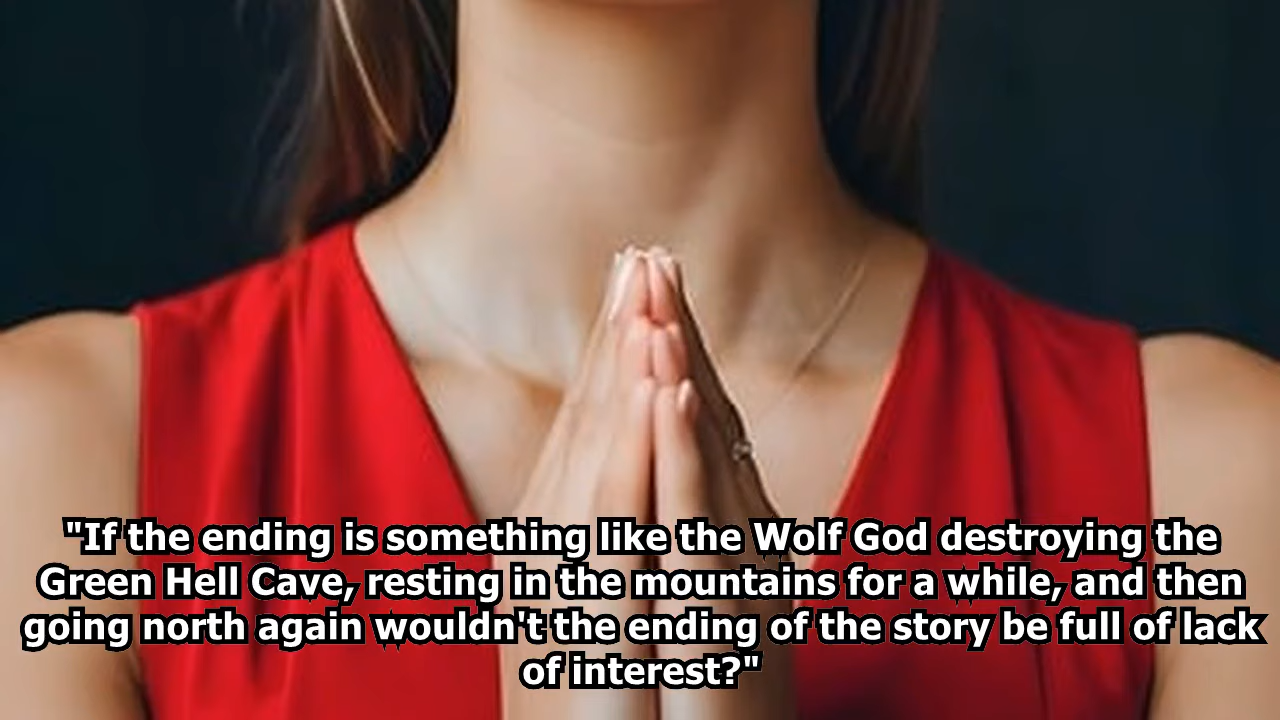 "If the ending is something like the Wolf God destroying the
Green Hell Cave, resting in the mountains for a while, and then
going north again wouldn't the ending of the story be full of lack
of interest?"